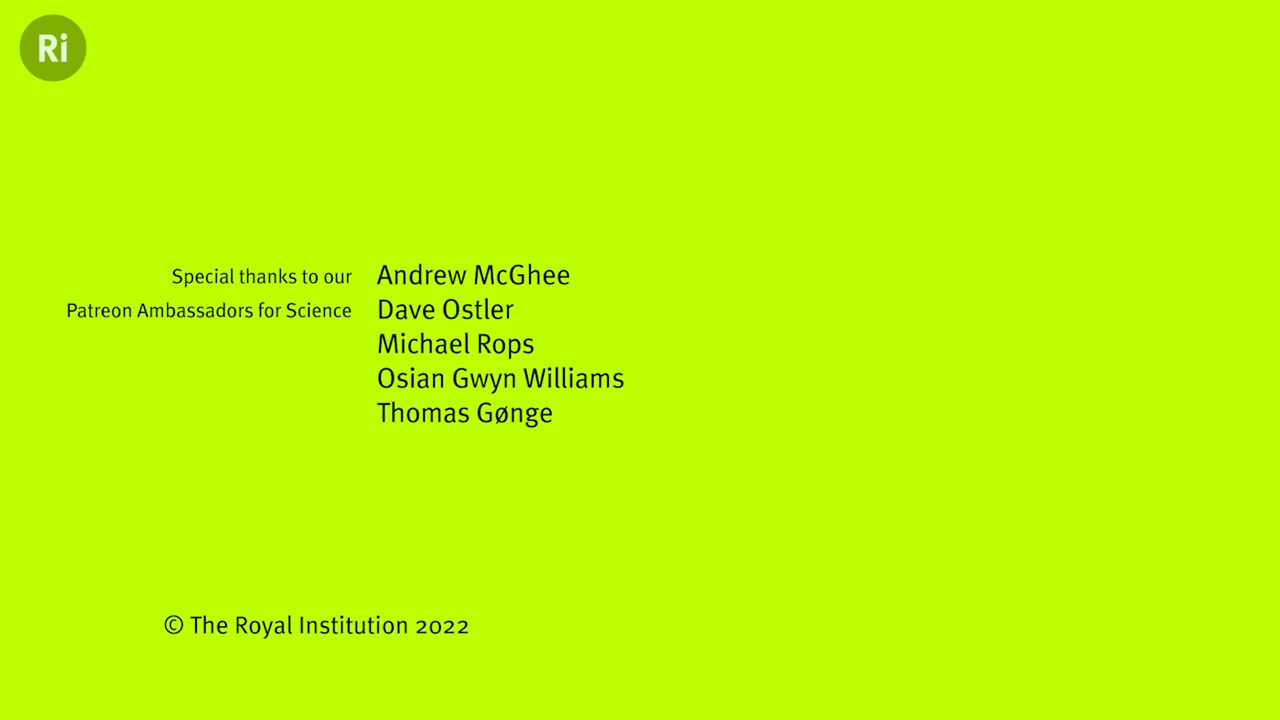 Ri
Special thanks to our
Patreon Ambassadors for Science
Andrew McGhee
Dave Ostler
Michael Rops
Osian Gwyn Williams
Thomas Gønge
© The Royal Institution 2022